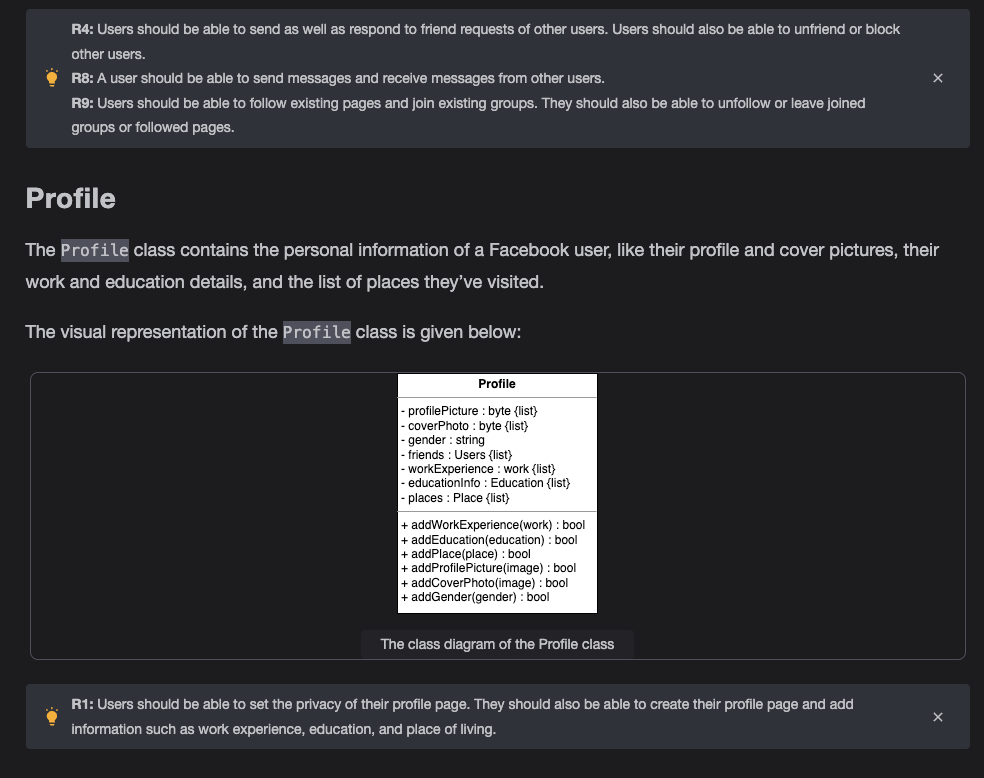 R4: Users should be able to send as well as respond to friend requests of other users. Users should also be able to unfriend or block
other users.
R8: A user should be able to send messages and receive messages from other users.
R9: Users should be able to follow existing pages and join existing groups. They should also be able to unfollow or leave joined
groups or followed pages.
Profile
The Profile class contains the personal information of a Facebook user, like their profile and cover pictures, their
work and education details, and the list of places they’ve visited.
The visual representation of the Profile class is given below:
Profile
- profilePicture : byte {list}
- coverPhoto : byte {list}
- gender : string
- friends : Users {list}
- workExperience : work {list}
- educationInfo : Education {list}
- places : Place {list}
+ addWorkExperience(work) : bool
+ addEducation(education) : bool
+ addPlace(place) : bool
+ addProfilePicture(image) : bool
+ addCoverPhoto(image) : bool
+ addGender(gender) : bool
The class diagram of the Profile class
R1: Users should be able to set the privacy of their profile page. They should also be able to create their profile page and add
information such as work experience, education, and place of living.